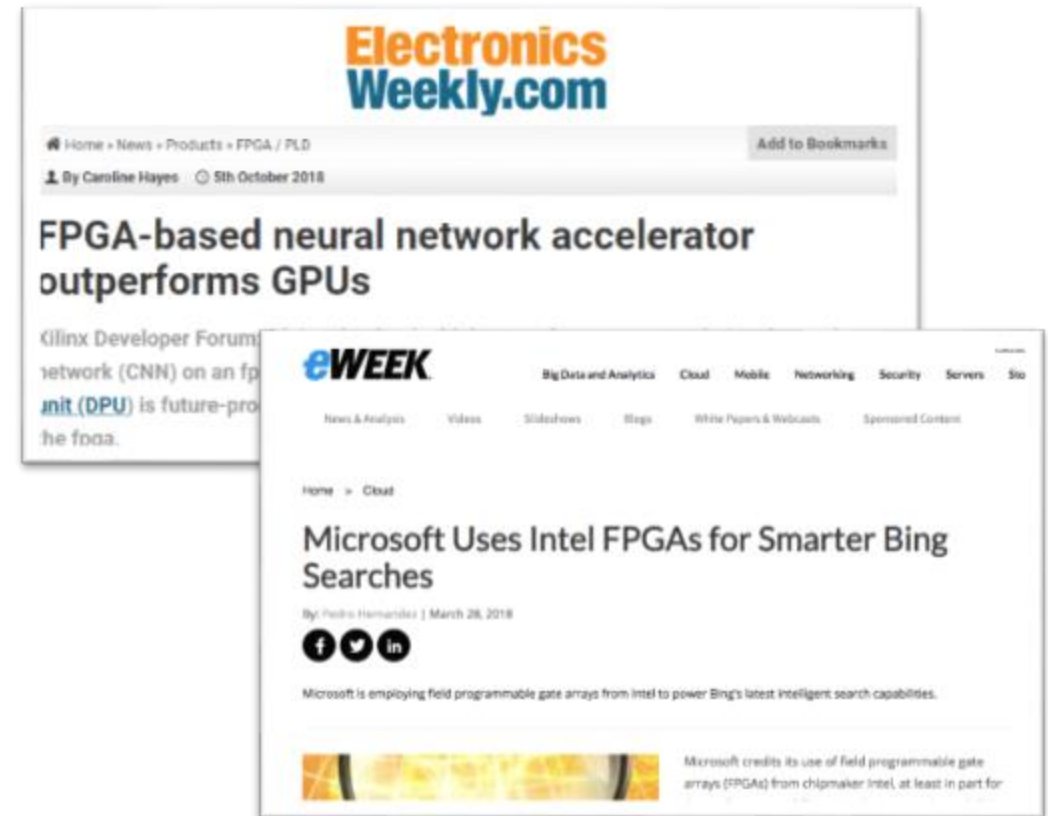 Electronics
Weekly.com
Home » News » Products » FPGA / PLD
Add to Bookmarks
By Caroline Hayes 5th October 2018
FPGA-based neural network accelerator
outperforms GPUs
Xilinx Developer Forum:
network (CNN) on an fp
unit (DPU) is future-pro
the fpga.
eWEEK
Big Data and Analytics Cloud Mobile Networking Security Servers Sto
News & Analysis Videos Slideshows Blogs White Papers & Webcasts Sponsored Content
Home » Cloud
Microsoft Uses Intel FPGAs for Smarter Bing
Searches
By: Pedro Hernandez | March 28, 2018
f in
Microsoft is employing field programmable gate arrays from Intel to power Bing's latest intelligent search capabilities.
Microsoft credits its use of field programmable gate
arrays (FPGAs) from chipmaker Intel, at least in part for